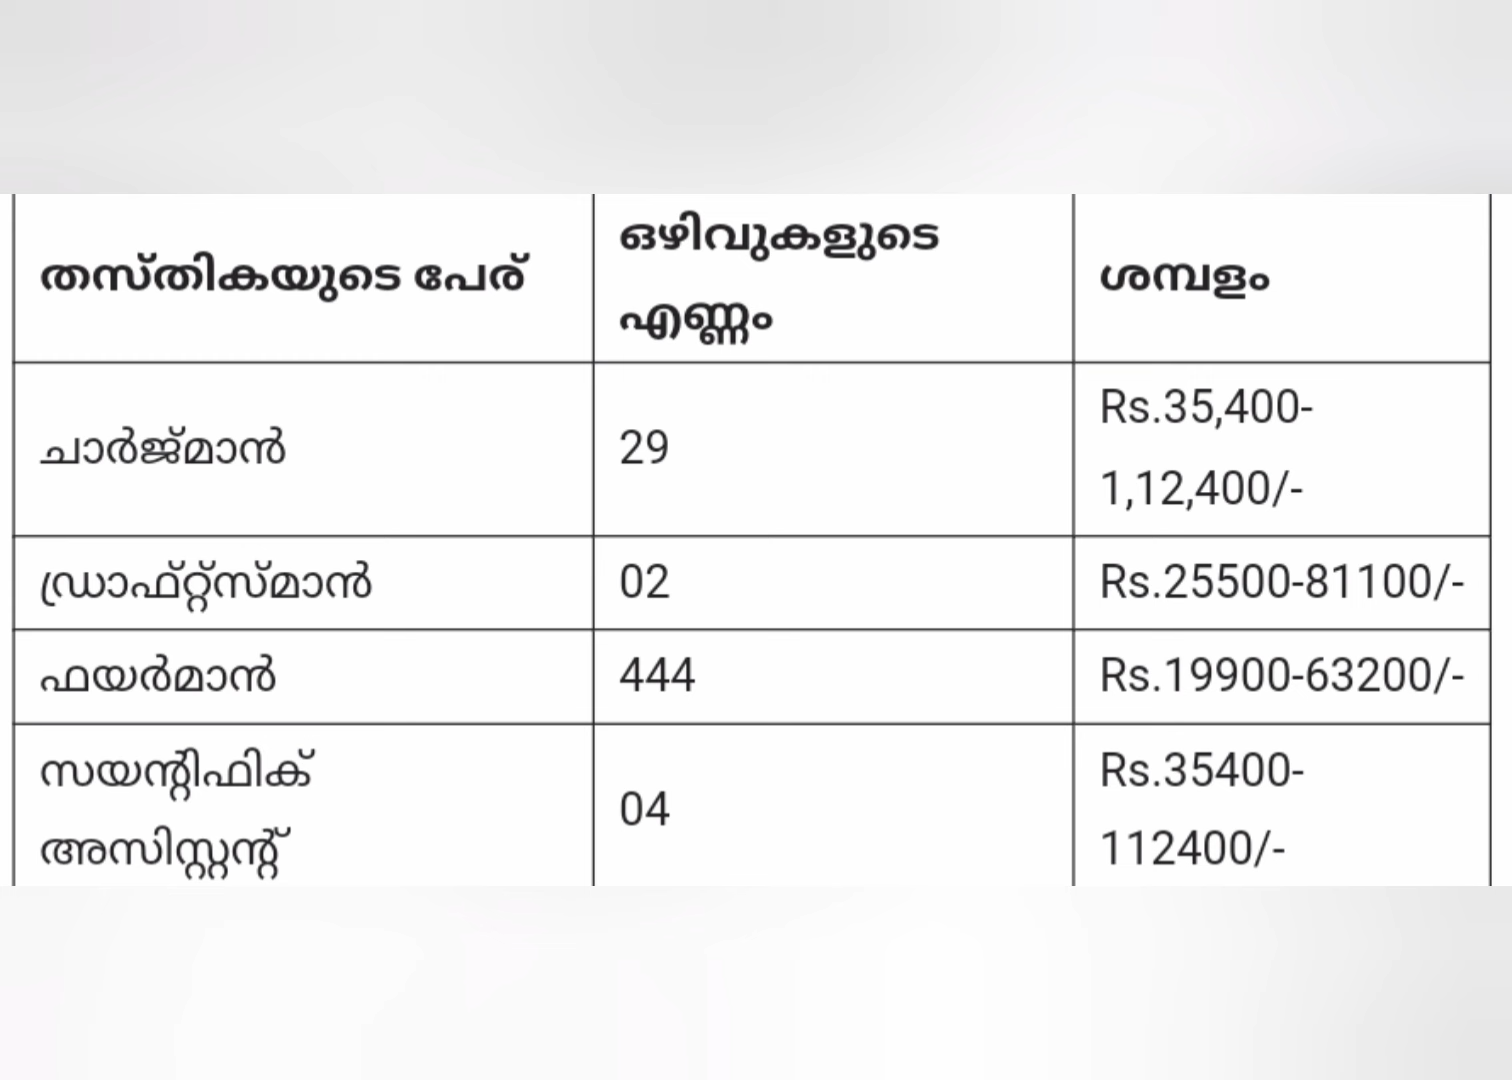 തസ്തികയുടെ പേര്
ഒഴിവുകളുടെ
എണ്ണം
ശമ്പളം
ചാർജ്മാൻ
29
Rs.35,400-
1,12,400/-
ഡ്രാഫ്റ്റ്സ്മാൻ
02
Rs.25500-81100/-
ഫയർമാൻ
444
Rs.19900-63200/-
സയന്റിഫിക്
അസിസ്റ്റന്റ്
04
Rs.35400-
112400/-